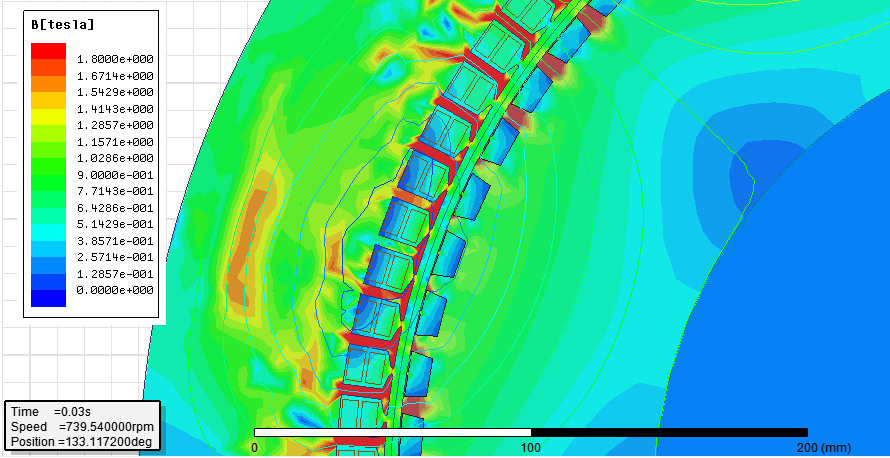 B[tesla]
1.8000e+000
1.6714e+000
1.5429e+000
1.4143e+000
1.2857e+000
1.1571e+000
1.0286e+000
9.0000e-001
7.7143e-001
6.4286e-001
5.1429e-001
3.8571e-001
2.5714e-001
1.2857e-001
0.0000e+000
Time =0.03s
Speed =739.540000rpm
Position =133.117200deg
0 100 200 (mm)